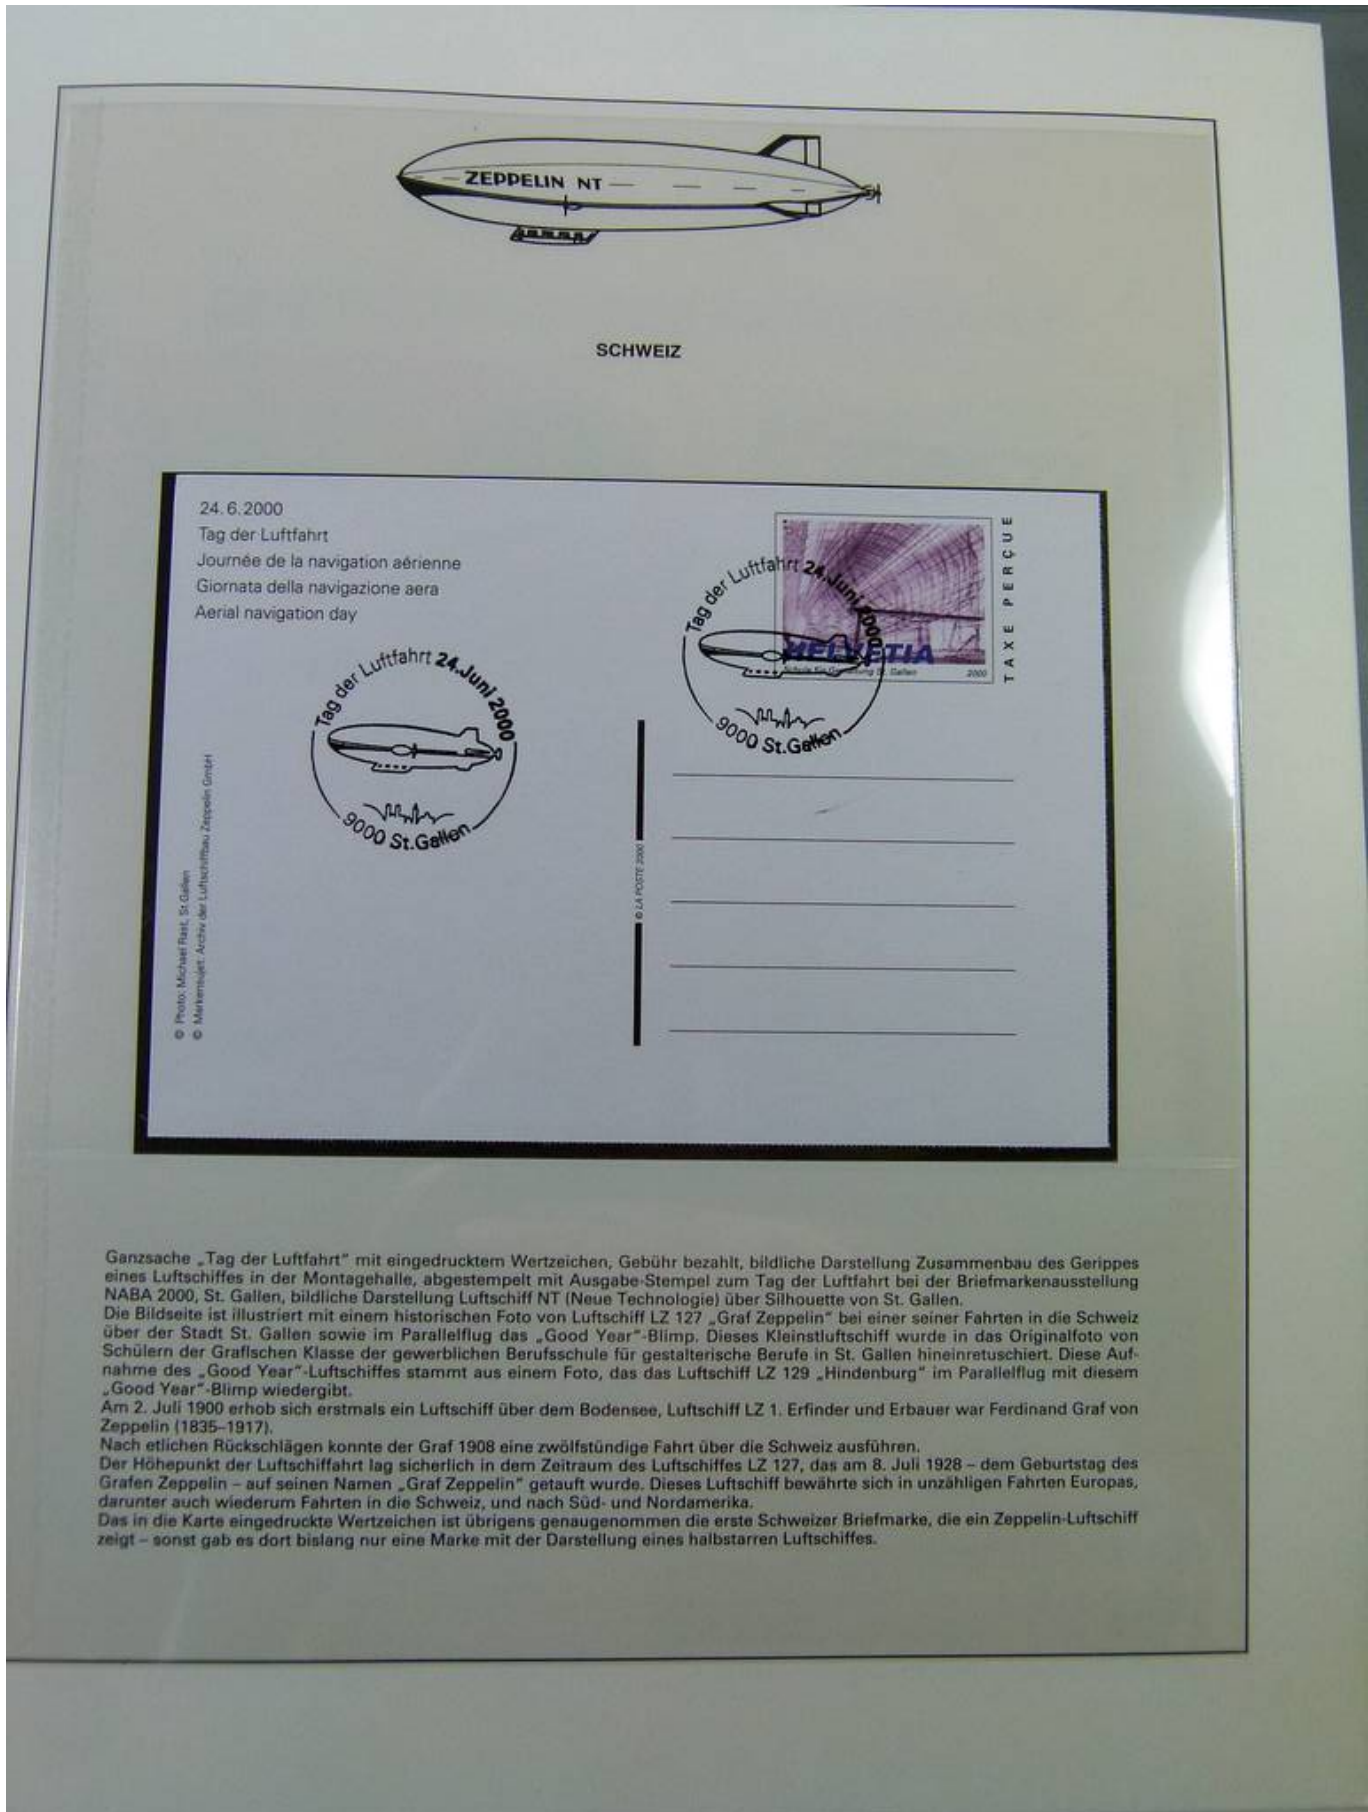 ZEPPELIN NT
SCHWEIZ
24.6.2000
Tag der Luftfahrt
Journée de la navigation aérienne
Giornata della navigazione aera
Aerial navigation day
TAXE PERÇUE
HELVETIA
Schule für Gestaltung St. Gallen 2000
Tag der Luftfahrt 24. Juni 2000
9000 St. Gallen
Tag der Luftfahrt 24. Juni 2000
9000 St. Gallen
© LA POSTE 2000
© Photo: Michael Rast, St. Gallen
© Markensujet: Archiv der Luftschiffbau Zeppelin GmbH
Ganzsache „Tag der Luftfahrt“ mit eingedrucktem Wertzeichen, Gebühr bezahlt, bildliche Darstellung Zusammenbau des Gerippes
eines Luftschiffes in der Montagehalle, abgestempelt mit Ausgabe-Stempel zum Tag der Luftfahrt bei der Briefmarkenausstellung
NABA 2000, St. Gallen, bildliche Darstellung Luftschiff NT (Neue Technologie) über Silhouette von St. Gallen.
Die Bildseite ist illustriert mit einem historischen Foto von Luftschiff LZ 127 „Graf Zeppelin“ bei einer seiner Fahrten in die Schweiz
über der Stadt St. Gallen sowie im Parallelflug das „Good Year“-Blimp. Dieses Kleinstluftschiff wurde in das Originalfoto von
Schülern der Grafischen Klasse der gewerblichen Berufsschule für gestalterische Berufe in St. Gallen hineinretuschiert. Diese Auf-
nahme des „Good Year“-Luftschiffes stammt aus einem Foto, das das Luftschiff LZ 129 „Hindenburg“ im Parallelflug mit diesem
„Good Year“-Blimp wiedergibt.
Am 2. Juli 1900 erhob sich erstmals ein Luftschiff über dem Bodensee, Luftschiff LZ 1. Erfinder und Erbauer war Ferdinand Graf von
Zeppelin (1835–1917).
Nach etlichen Rückschlägen konnte der Graf 1908 eine zwölfstündige Fahrt über die Schweiz ausführen.
Der Höhepunkt der Luftschiffahrt lag sicherlich in dem Zeitraum des Luftschiffes LZ 127, das am 8. Juli 1928 – dem Geburtstag des
Grafen Zeppelin – auf seinen Namen „Graf Zeppelin“ getauft wurde. Dieses Luftschiff bewährte sich in unzähligen Fahrten Europas,
darunter auch wiederum Fahrten in die Schweiz, und nach Süd- und Nordamerika.
Das in die Karte eingedruckte Wertzeichen ist übrigens genaugenommen die erste Schweizer Briefmarke, die ein Zeppelin-Luftschiff
zeigt – sonst gab es dort bislang nur eine Marke mit der Darstellung eines halbstarren Luftschiffes.